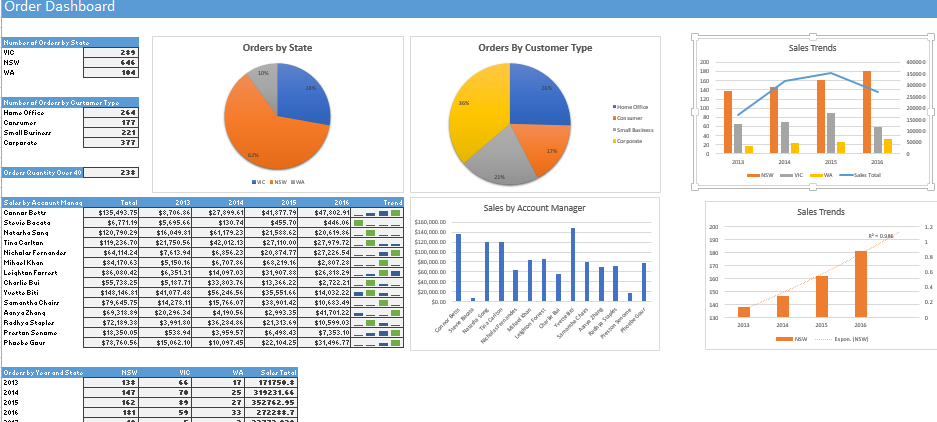 Order Dashboard
Number of Orders by State
VIC 289
NSW 646
WA 104
Number of Orders by Customer Type
Home Office 264
Consumer 177
Small Business 221
Corporate 377
Orders Quantity Over 40 238
Orders by State
10%
28%
62%
VIC NSW WA
Orders By Customer Type
36%
17%
21%
Home Office
Consumer
Small Business
Corporate
Sales Trends
200
180
160
140
120
100
80
60
40
20
0
400000
350000
300000
250000
200000
150000
100000
50000
0
2013 2014 2015 2016
NSW VIC WA Sales Total
Sales by Account Manag Total 2013 2014 2015 2016 Trend
Connor Betts $135,493.75 $8,706.86 $27,899.61 $41,877.79 $47,802.91
Stevie Bacata $6,771.19 $5,695.66 $130.74 $455.70 $446.06
Natasha Song $120,790.29 $16,049.81 $61,179.23 $21,588.62 $20,619.86
Tina Carlton $119,236.70 $21,750.56 $42,012.13 $27,110.00 $27,979.72
Nicholas Fernandes $64,114.24 $7,613.94 $6,856.23 $20,874.77 $27,226.54
Mihael Khan $84,170.63 $5,150.16 $6,707.86 $68,219.16 $2,807.28
Leighton Forrest $86,080.42 $6,351.31 $14,097.03 $31,907.88 $26,818.29
Charlie Bui $55,738.25 $5,187.71 $33,803.76 $13,366.22 $2,722.21
Yvette Biti $148,146.81 $41,077.48 $56,246.56 $35,551.66 $14,032.22
Samantha Chairs $79,645.75 $14,278.11 $15,766.07 $38,901.42 $10,683.49
Aanya Zhang $69,318.89 $20,296.34 $4,190.56 $2,993.35 $41,701.22
Radhya Staples $72,189.38 $3,991.80 $36,284.86 $21,313.69 $10,599.03
Preston Senome $18,350.05 $538.94 $3,959.57 $6,498.43 $7,353.10
Phoebe Gour $78,760.56 $15,062.10 $10,097.45 $22,104.25 $31,496.77
Sales by Account Manager
$160,000.00
$140,000.00
$120,000.00
$100,000.00
$80,000.00
$60,000.00
$40,000.00
$20,000.00
$0.00
Connor Betts
Stevie Bacata
Natasha Song
Tina Carlton
Nicholas Fernandes
Mihael Khan
Leighton Forrest
Charlie Bui
Yvette Biti
Samantha Chairs
Aanya Zhang
Radhya Staples
Preston Senome
Phoebe Gour
Sales Trends
R² = 0.986
200
190
180
170
160
150
140
130
1.2
1
0.8
0.6
0.4
0.2
0
2013 2014 2015 2016
NSW Expon. (NSW)
Orders by Year and State NSW VIC WA Sales Total
2013 138 66 17 171750.8
2014 147 70 25 319231.66
2015 162 89 27 352762.95
2016 181 59 33 272288.7